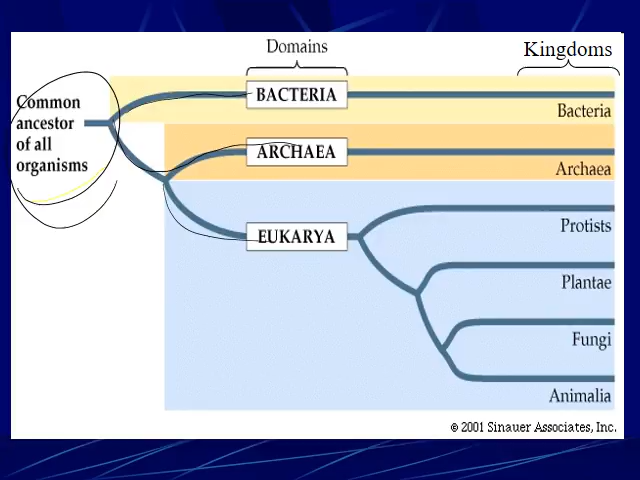 Domains
Kingdoms
Common
ancestor
of all
organisms
BACTERIA
Bacteria
ARCHAEA
Archaea
EUKARYA
Protists
Plantae
Fungi
Animalia
© 2001 Sinauer Associates, Inc.